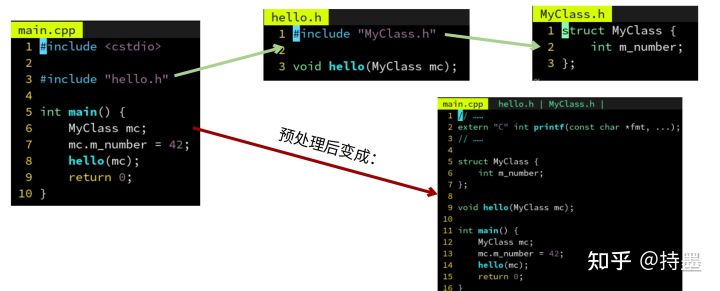 main.cpp
1 #include <cstdio>
2
3 #include "hello.h"
4
5 int main() {
6 MyClass mc;
7 mc.m_number = 42;
8 hello(mc);
9 return 0;
10 }
hello.h
1 #include "MyClass.h"
2
3 void hello(MyClass mc);
MyClass.h
1 struct MyClass {
2 int m_number;
3 };
预处理后变成：
main.cpp hello.h | MyClass.h |
1 // ……
2 extern "C" int printf(const char *fmt, ...);
3 // ……
4
5 struct MyClass {
6 int m_number;
7 };
8
9 void hello(MyClass mc);
10
11 int main() {
12 MyClass mc;
13 mc.m_number = 42;
14 hello(mc);
15 return 0;
16 }
知乎 @持墨